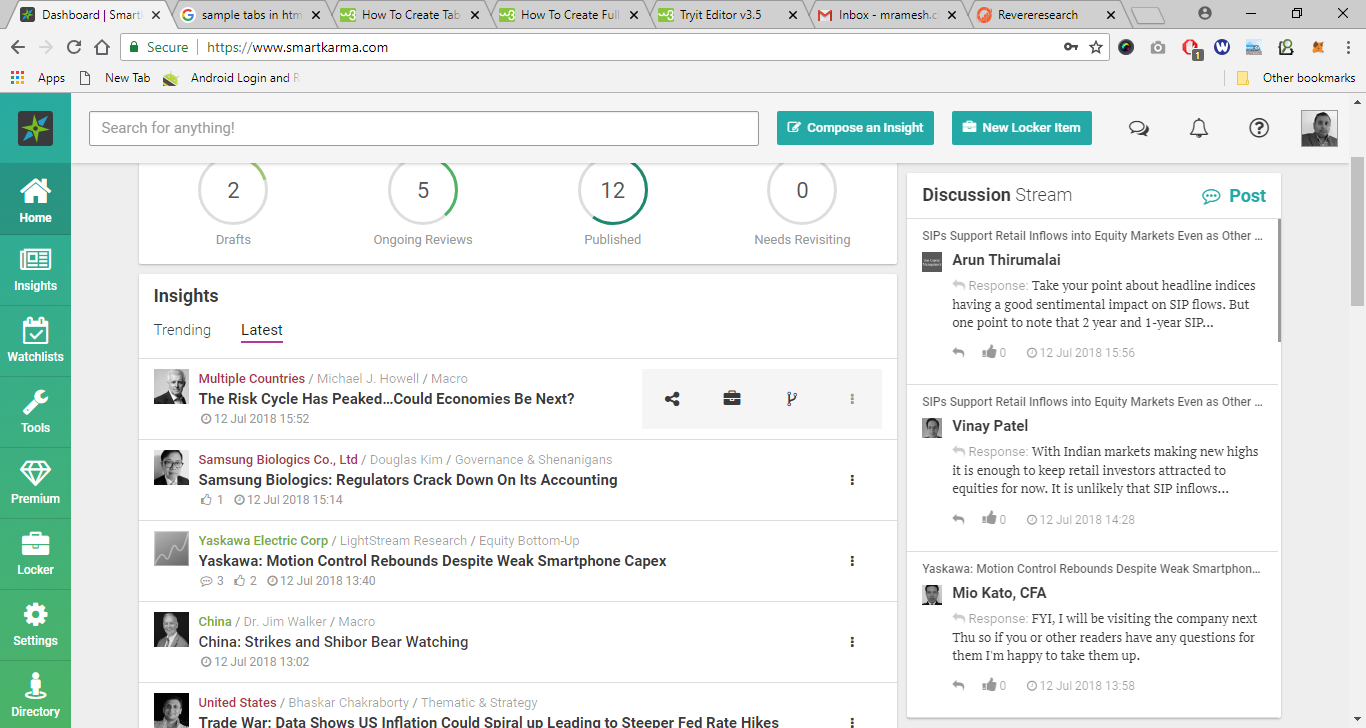 Dashboard | Smart
sample tabs in htm
How To Create Tab
How To Create Full
Tryit Editor v3.5
Inbox - mramesh.c
Revereresearch
Secure
https://www.smartkarma.com
1
Apps
New Tab
Android Login and R
Other bookmarks
Search for anything!
Compose an Insight
New Locker Item
Home
Insights
Watchlists
Tools
Premium
Locker
Settings
Directory
2
5
12
0
Drafts
Ongoing Reviews
Published
Needs Revisiting
Insights
Trending
Latest
Multiple Countries / Michael J. Howell / Macro
The Risk Cycle Has Peaked…Could Economies Be Next?
12 Jul 2018 15:52
Samsung Biologics Co., Ltd / Douglas Kim / Governance & Shenanigans
Samsung Biologics: Regulators Crack Down On Its Accounting
1 12 Jul 2018 15:14
Yaskawa Electric Corp / LightStream Research / Equity Bottom-Up
Yaskawa: Motion Control Rebounds Despite Weak Smartphone Capex
3 2 12 Jul 2018 13:40
China / Dr. Jim Walker / Macro
China: Strikes and Shibor Bear Watching
12 Jul 2018 13:02
United States / Bhaskar Chakraborty / Thematic & Strategy
Trade War: Data Shows US Inflation Could Spiral up Leading to Steeper Fed Rate Hikes
Discussion Stream
Post
SIPs Support Retail Inflows into Equity Markets Even as Other ...
Arun Thirumalai
Response: Take your point about headline indices
having a good sentimental impact on SIP flows. But
one point to note that 2 year and 1-year SIP...
0 12 Jul 2018 15:56
SIPs Support Retail Inflows into Equity Markets Even as Other ...
Vinay Patel
Response: With Indian markets making new highs
it is enough to keep retail investors attracted to
equities for now. It is unlikely that SIP inflows...
0 12 Jul 2018 14:28
Yaskawa: Motion Control Rebounds Despite Weak Smartphon...
Mio Kato, CFA
Response: FYI, I will be visiting the company next
Thu so if you or other readers have any questions for
them I'm happy to take them up.
0 12 Jul 2018 13:58